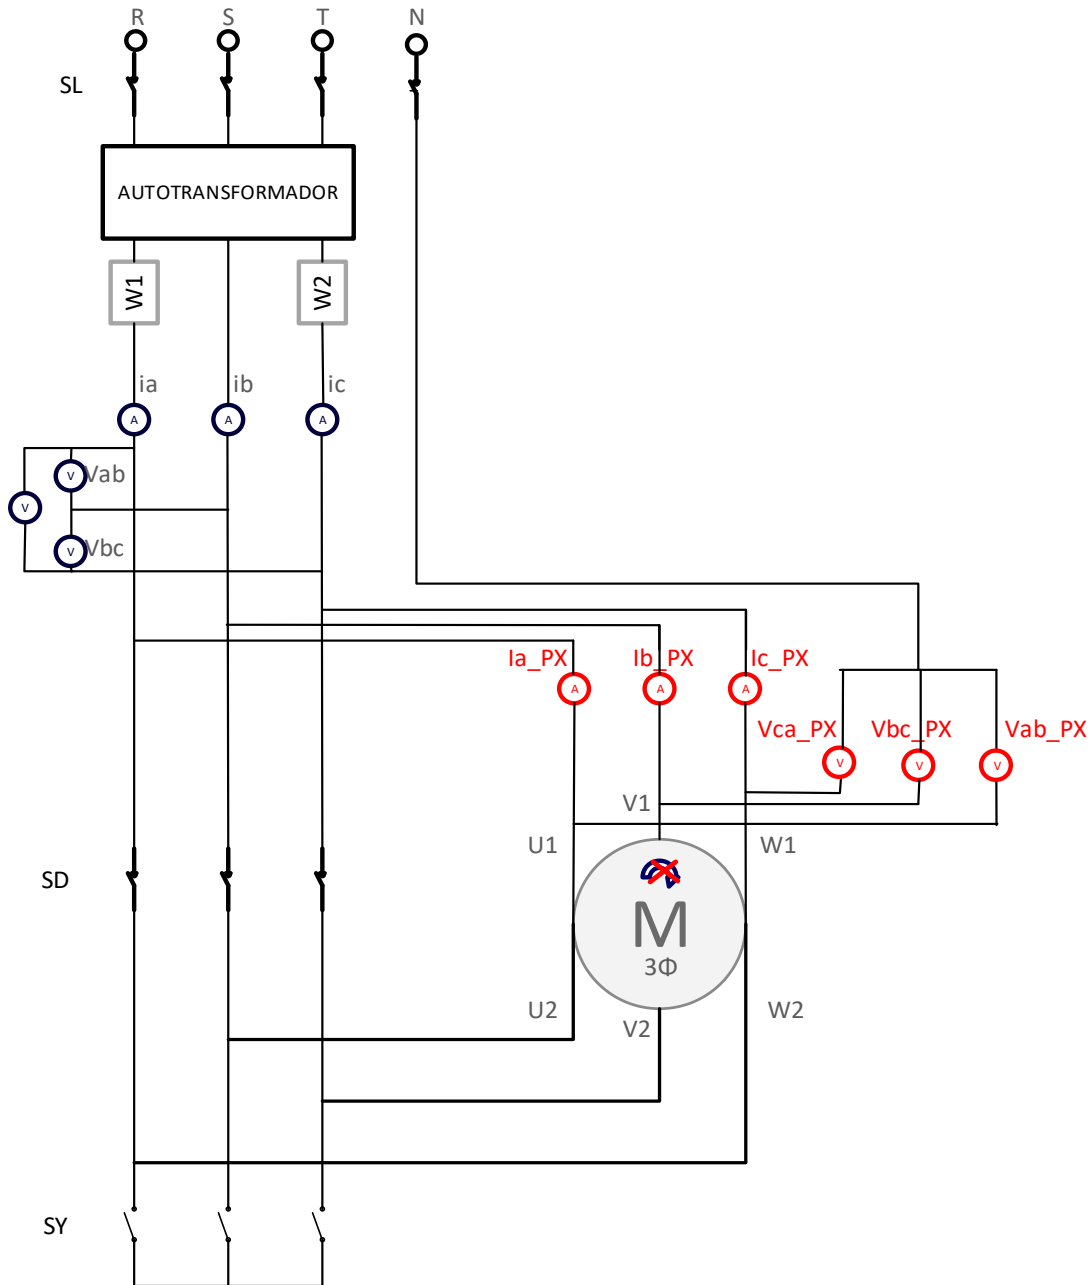 R S T N
SL
AUTOTRANSFORMADOR
W1 W2
ia ib ic
A A A
V Vab
V
V Vbc
Ia_PX Ib_PX Ic_PX
A A A
Vca_PX Vbc_PX Vab_PX
V V V
V1
U1 W1
SD
M
3Φ
U2 V2 W2
SY